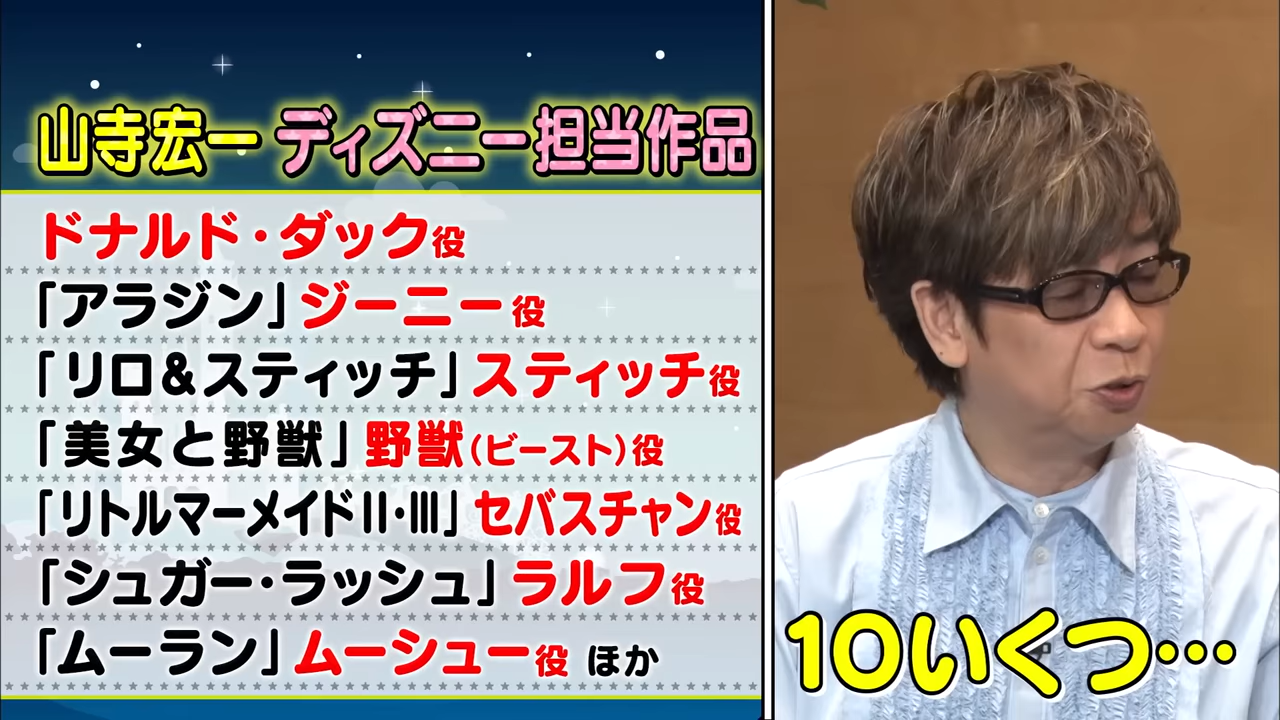 山寺宏一 ディズニー担当作品
ドナルド・ダック役
「アラジン」ジーニー役
「リロ&スティッチ」スティッチ役
「美女と野獣」野獣(ビースト)役
「リトルマーメイドⅡ・Ⅲ」セバスチャン役
「シュガー・ラッシュ」ラルフ役
「ムーラン」ムーシュー役 ほか
10いくつ…